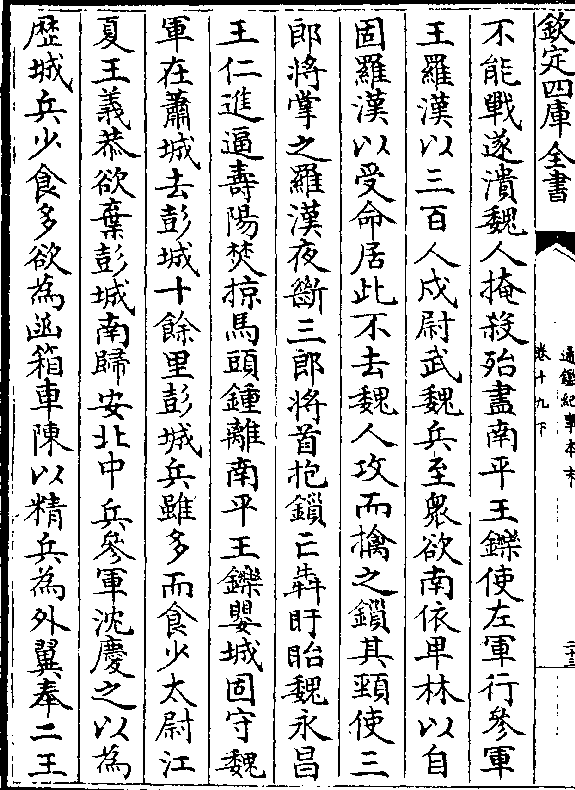 欽定四庫全書
通鑑紀事本末
卷十九下
二十三
不能戰遂潰魏人掩殺殆盡南平王鑠使左軍行參軍
王羅漢以三百人戍尉武魏兵至衆欲南依卑林以自
固羅漢以受命居此不去魏人攻而擒之鎖其頸使三
郎將掌之羅漢夜斷三郎將首抱鎖亡犇盱眙魏永昌
王仁進逼壽陽焚掠馬頭鍾離南平王鑠嬰城固守魏
軍在蕭城去彭城十餘里彭城兵雖多而食少太尉江
夏王義恭欲棄彭城南歸安北中兵參軍沈慶之以為
歴城兵少食多欲為函箱車陳以精兵為外翼奉二王